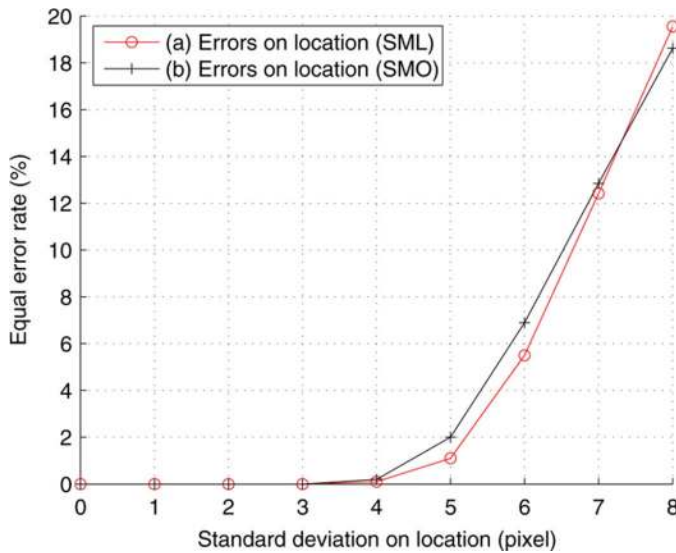 20
(a) Errors on location (SML)
(b) Errors on location (SMO)
18
16
14
12
10
8
6
4
2
0
Equal error rate (%)
0 1 2 3 4 5 6 7 8
Standard deviation on location (pixel)